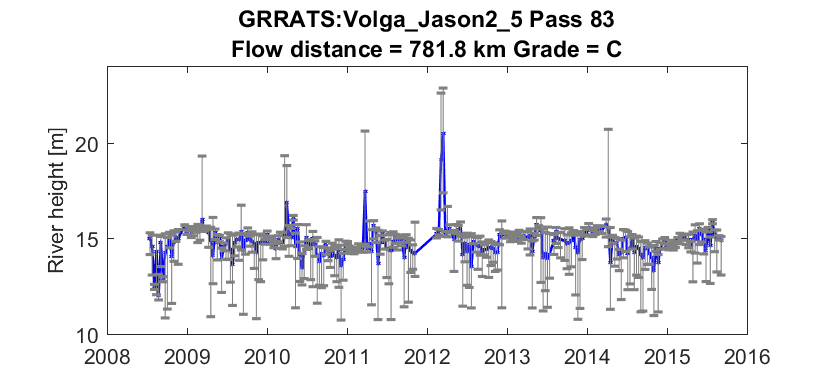 GRRATS:Volga_Jason2_5 Pass 83
Flow distance = 781.8 km Grade = C
River height [m]
20
15
10
2008 2009 2010 2011 2012 2013 2014 2015 2016